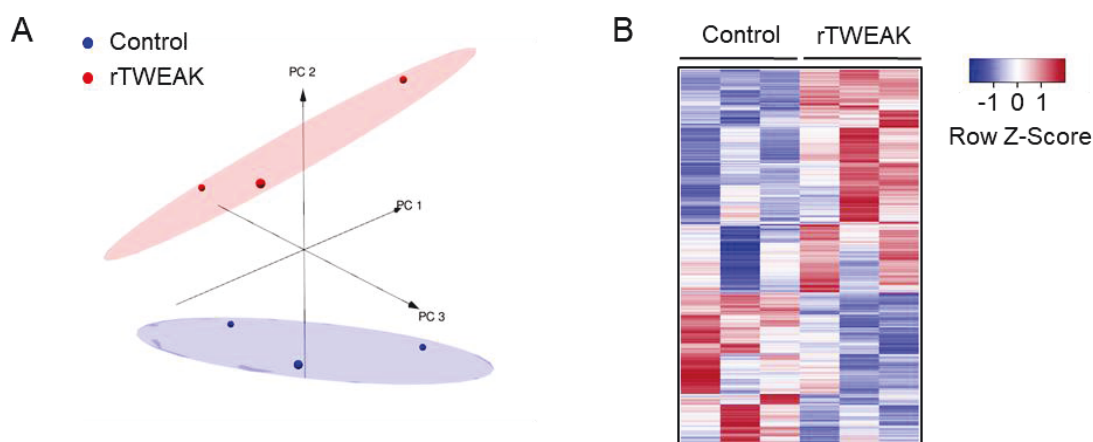 A
Control
rTWEAK
PC 2
PC 1
PC 3
B
Control rTWEAK
-1 0 1
Row Z-Score